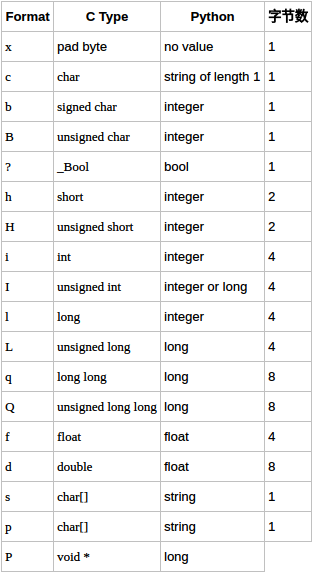 Format C Type Python 字节数
x pad byte no value 1
c char string of length 1 1
b signed char integer 1
B unsigned char integer 1
? _Bool bool 1
h short integer 2
H unsigned short integer 2
i int integer 4
I unsigned int integer or long 4
l long integer 4
L unsigned long long 4
q long long long 8
Q unsigned long long long 8
f float float 4
d double float 8
s char[] string 1
p char[] string 1
P void * long